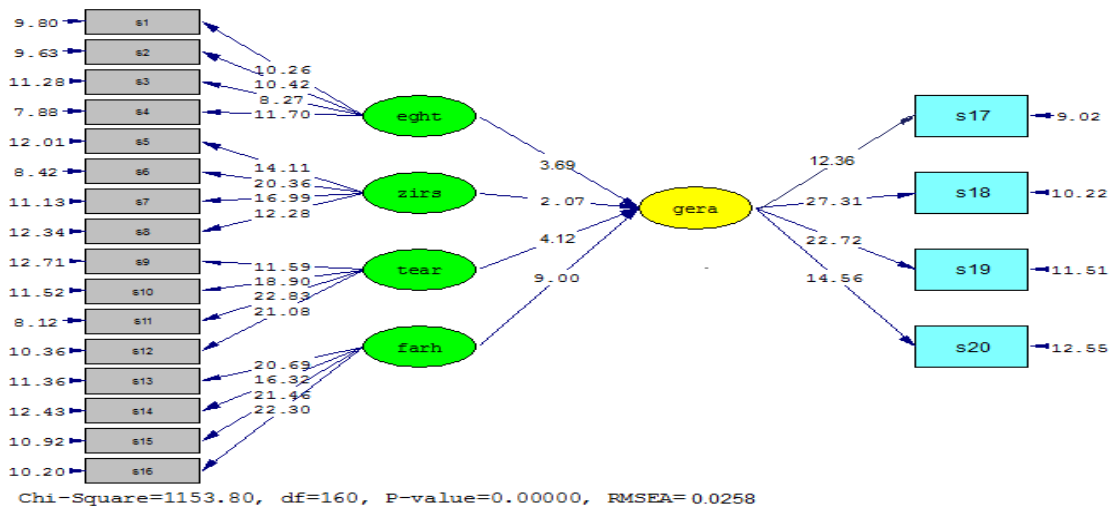 9.80 s1
9.63 s2
11.28 s3
7.88 s4
12.01 s5
8.42 s6
11.13 s7
12.34 s8
12.71 s9
11.52 s10
8.12 s11
10.36 s12
11.36 s13
12.43 s14
10.92 s15
10.20 s16
10.26
10.42
8.27
11.70
14.11
20.36
16.99
12.28
11.59
18.90
22.83
21.08
20.69
16.32
21.46
22.30
eght
zirs
tear
farh
3.69
2.07
4.12
9.00
gera
12.36
27.31
22.72
14.56
s17 9.02
s18 10.22
s19 11.51
s20 12.55
Chi-Square=1153.80, df=160, P-value=0.00000, RMSEA=0.0258